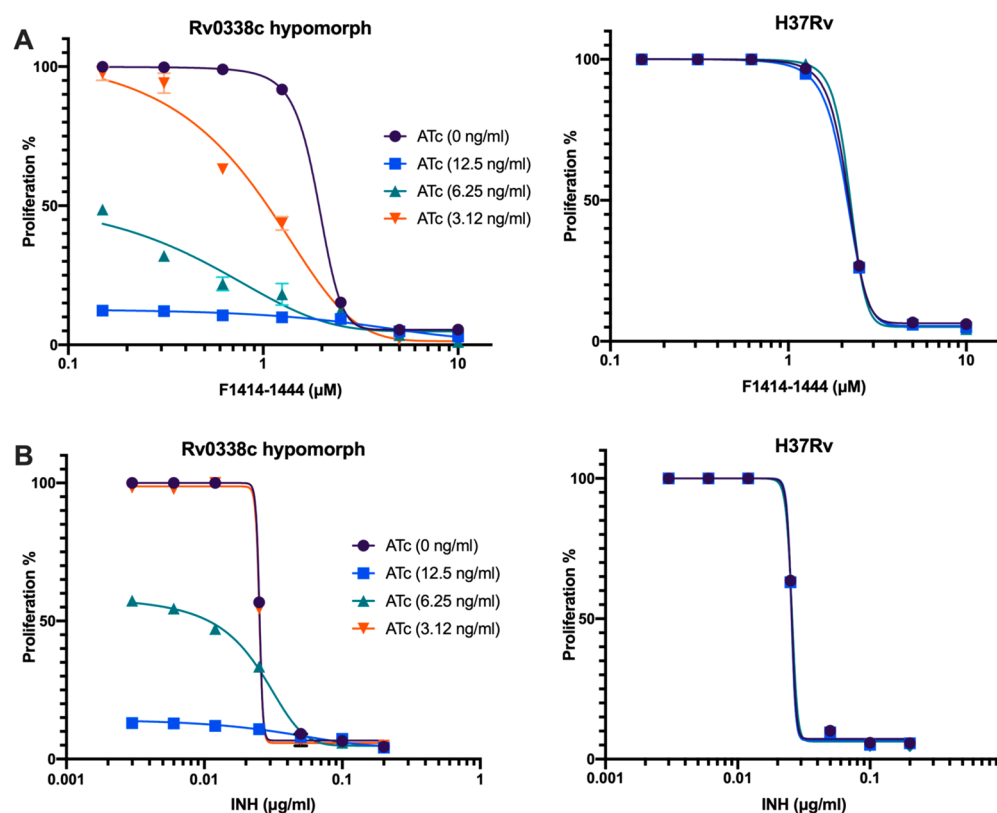 A
Rv0338c hypomorph
H37Rv
Proliferation %
100
50
0
0.1
1
10
F1414-1444 (µM)
ATc (0 ng/ml)
ATc (12.5 ng/ml)
ATc (6.25 ng/ml)
ATc (3.12 ng/ml)
Proliferation %
100
50
0
0.1
1
10
F1414-1444 (µM)
B
Rv0338c hypomorph
H37Rv
Proliferation %
100
50
0
0.001
0.01
0.1
1
INH (µg/ml)
ATc (0 ng/ml)
ATc (12.5 ng/ml)
ATc (6.25 ng/ml)
ATc (3.12 ng/ml)
Proliferation %
100
50
0
0.001
0.01
0.1
INH (µg/ml)